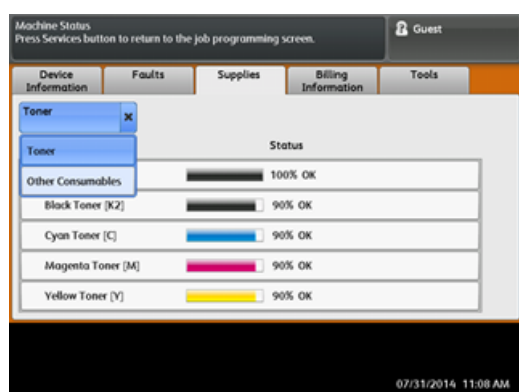 Machine Status
Press Services button to return to the job programming screen.
Guest
Device Information
Faults
Supplies
Billing Information
Tools
Toner
Status
Toner
Other Consumables
100% OK
Black Toner [K2]
90% OK
Cyan Toner [C]
90% OK
Magenta Toner [M]
90% OK
Yellow Toner [Y]
90% OK
07/31/2014 11:08 AM